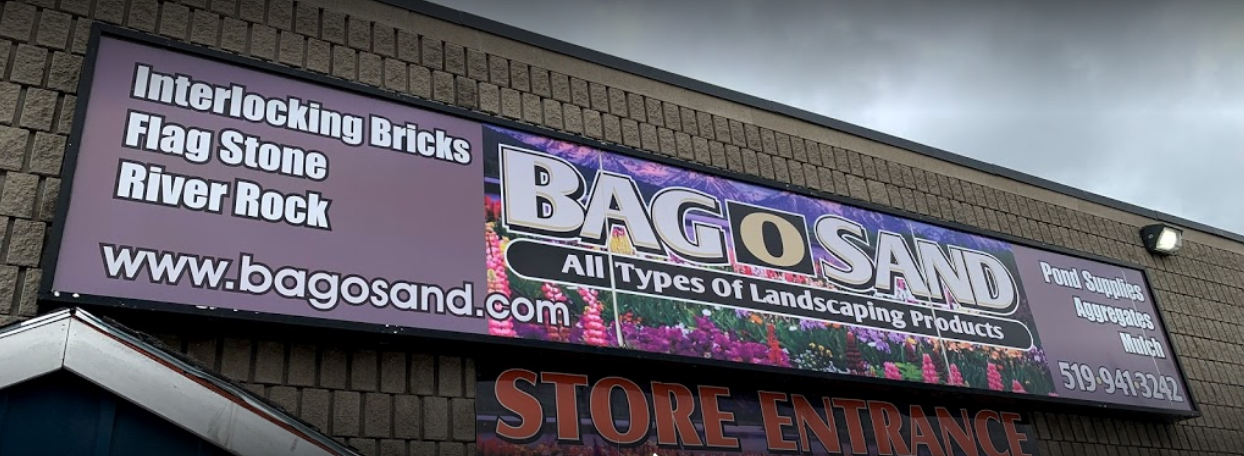 Interlocking Bricks
Flag Stone
River Rock
www.bagosand.com
BAG O SAND
All Types Of Landscaping Products
Pond Supplies
Aggregates
Mulch
519·941·3242
STORE ENTRANCE